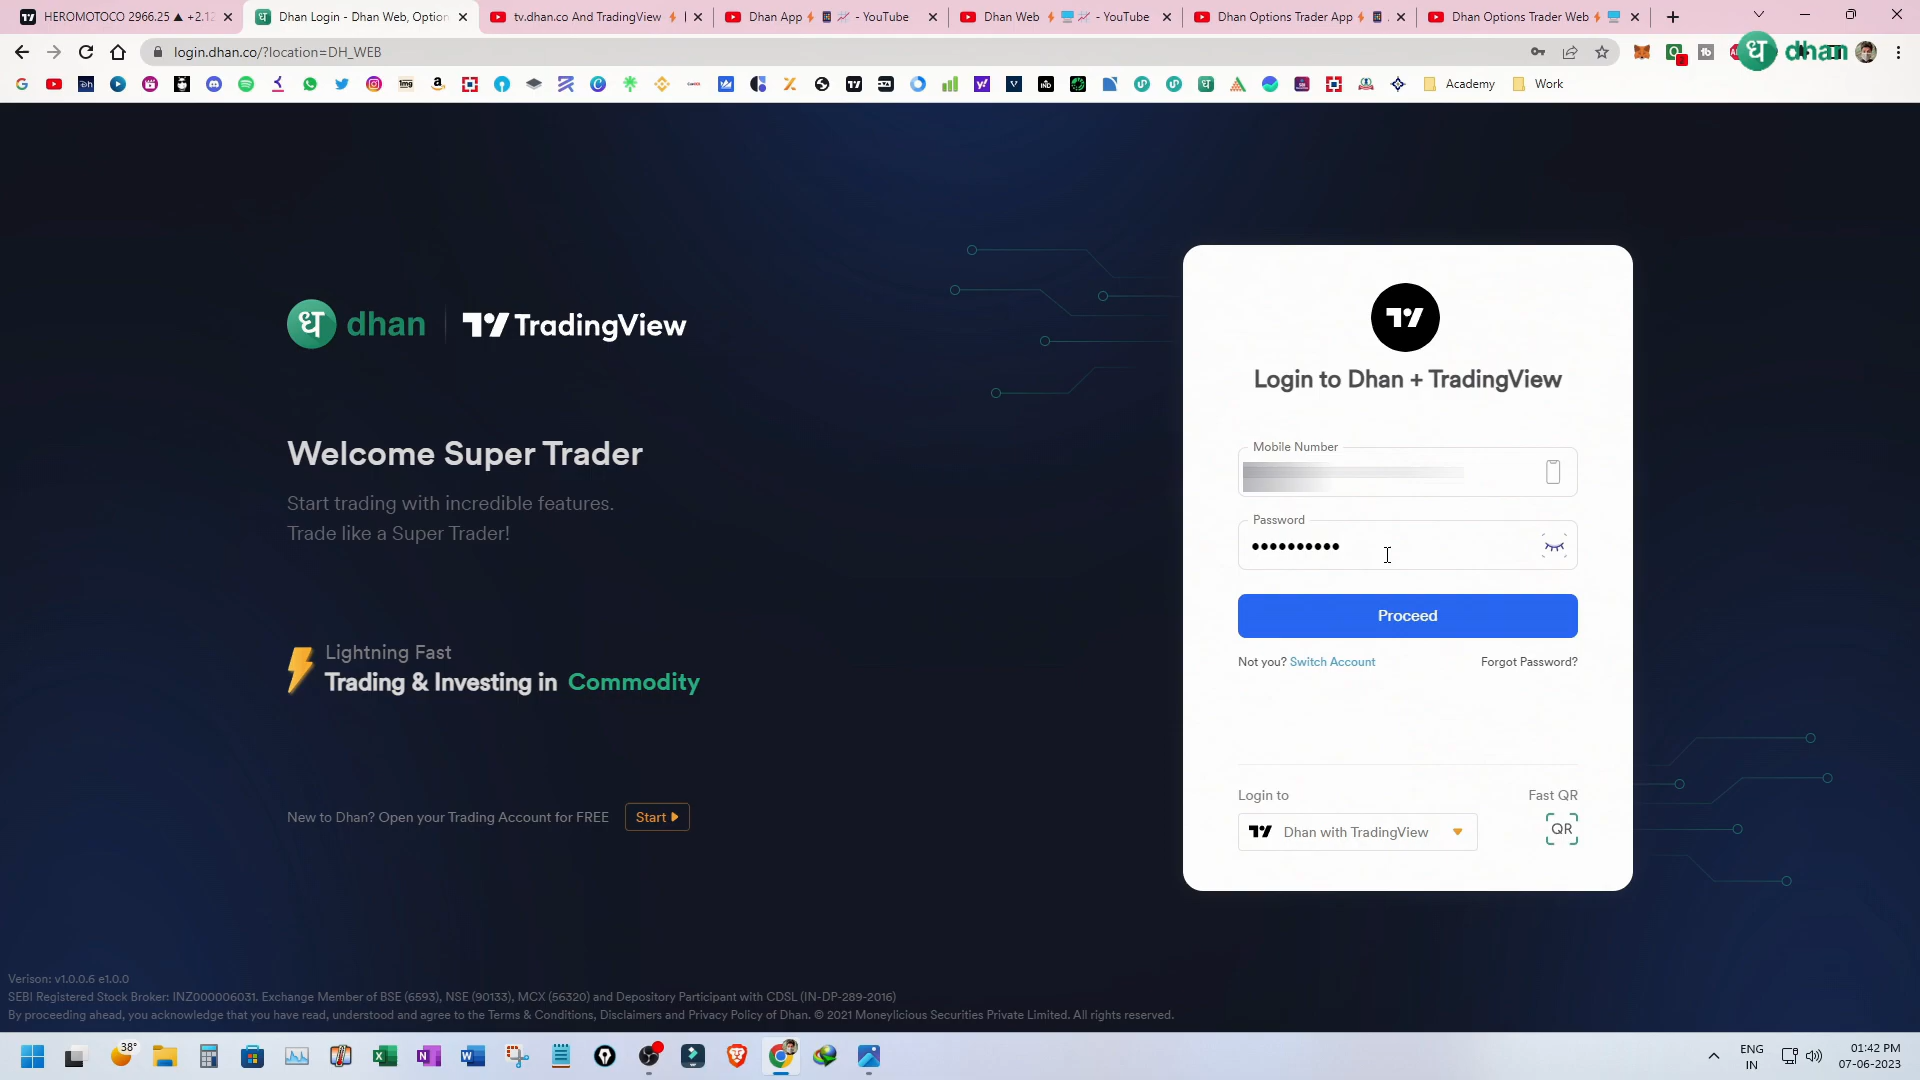 HEROMOTOCO 2966.25 ▲ +2.12
Dhan Login - Dhan Web, Option
tv.dhan.co And TradingView
Dhan App - YouTube
Dhan Web - YouTube
Dhan Options Trader App
Dhan Options Trader Web
login.dhan.co/?location=DH_WEB
ध dhan
Academy
Work
ध dhan
TradingView
Login to Dhan + TradingView
Welcome Super Trader
Start trading with incredible features.
Trade like a Super Trader!
Mobile Number
Password
Proceed
Not you? Switch Account
Forgot Password?
Lightning Fast
Trading & Investing in Commodity
New to Dhan? Open your Trading Account for FREE
Start
Login to
Fast QR
Dhan with TradingView
QR
Verison: v1.0.0.6 e1.0.0
SEBI Registered Stock Broker: INZ000006031. Exchange Member of BSE (6593), NSE (90133), MCX (56320) and Depository Participant with CDSL (IN-DP-289-2016)
By proceeding ahead, you acknowledge that you have read, understood and agree to the Terms & Conditions, Disclaimers and Privacy Policy of Dhan. © 2021 Moneylicious Securities Private Limited. All rights reserved.
38°
ENG
IN
01:42 PM
07-06-2023